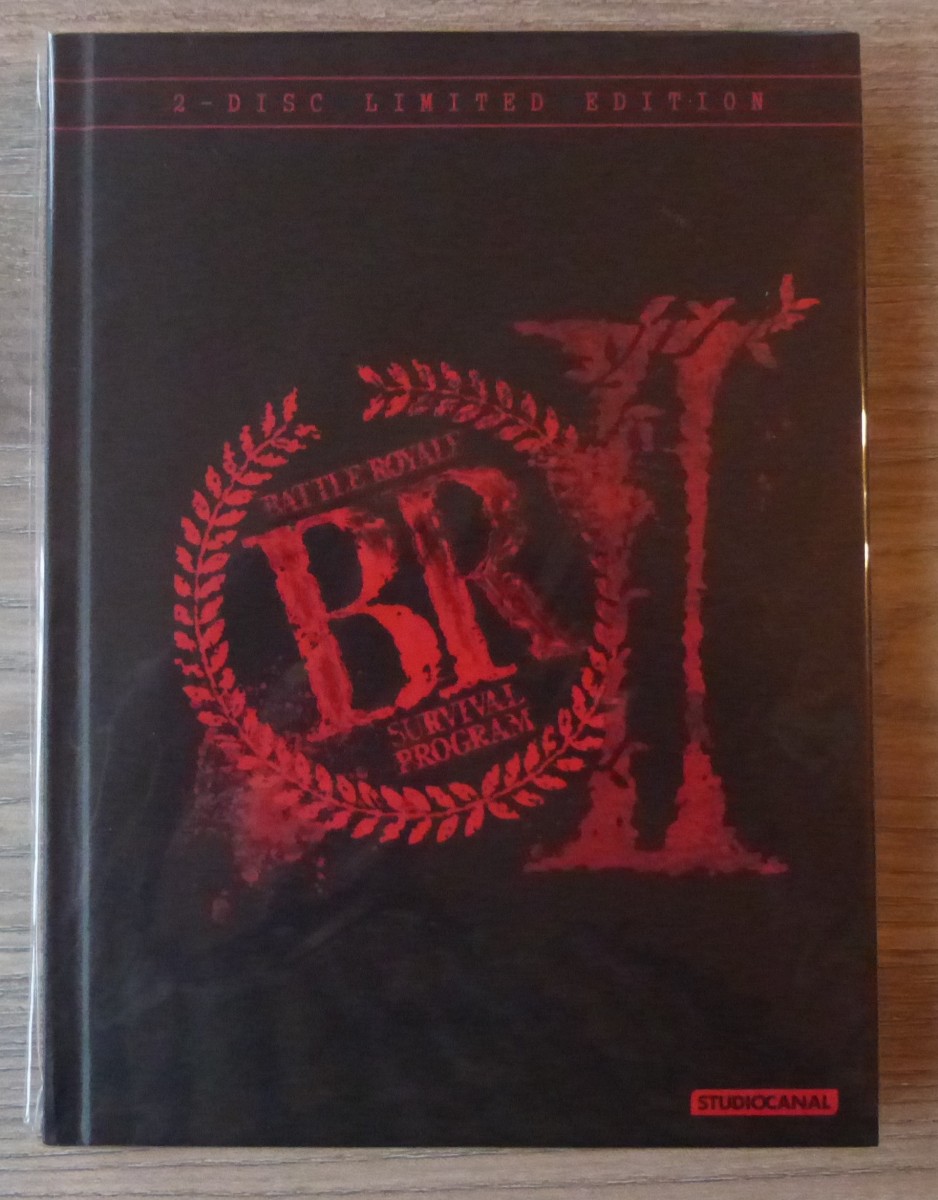 2-DISC LIMITED EDITION
BATTLE ROYALE
BR
II
SURVIVAL
PROGRAM
STUDIOCANAL